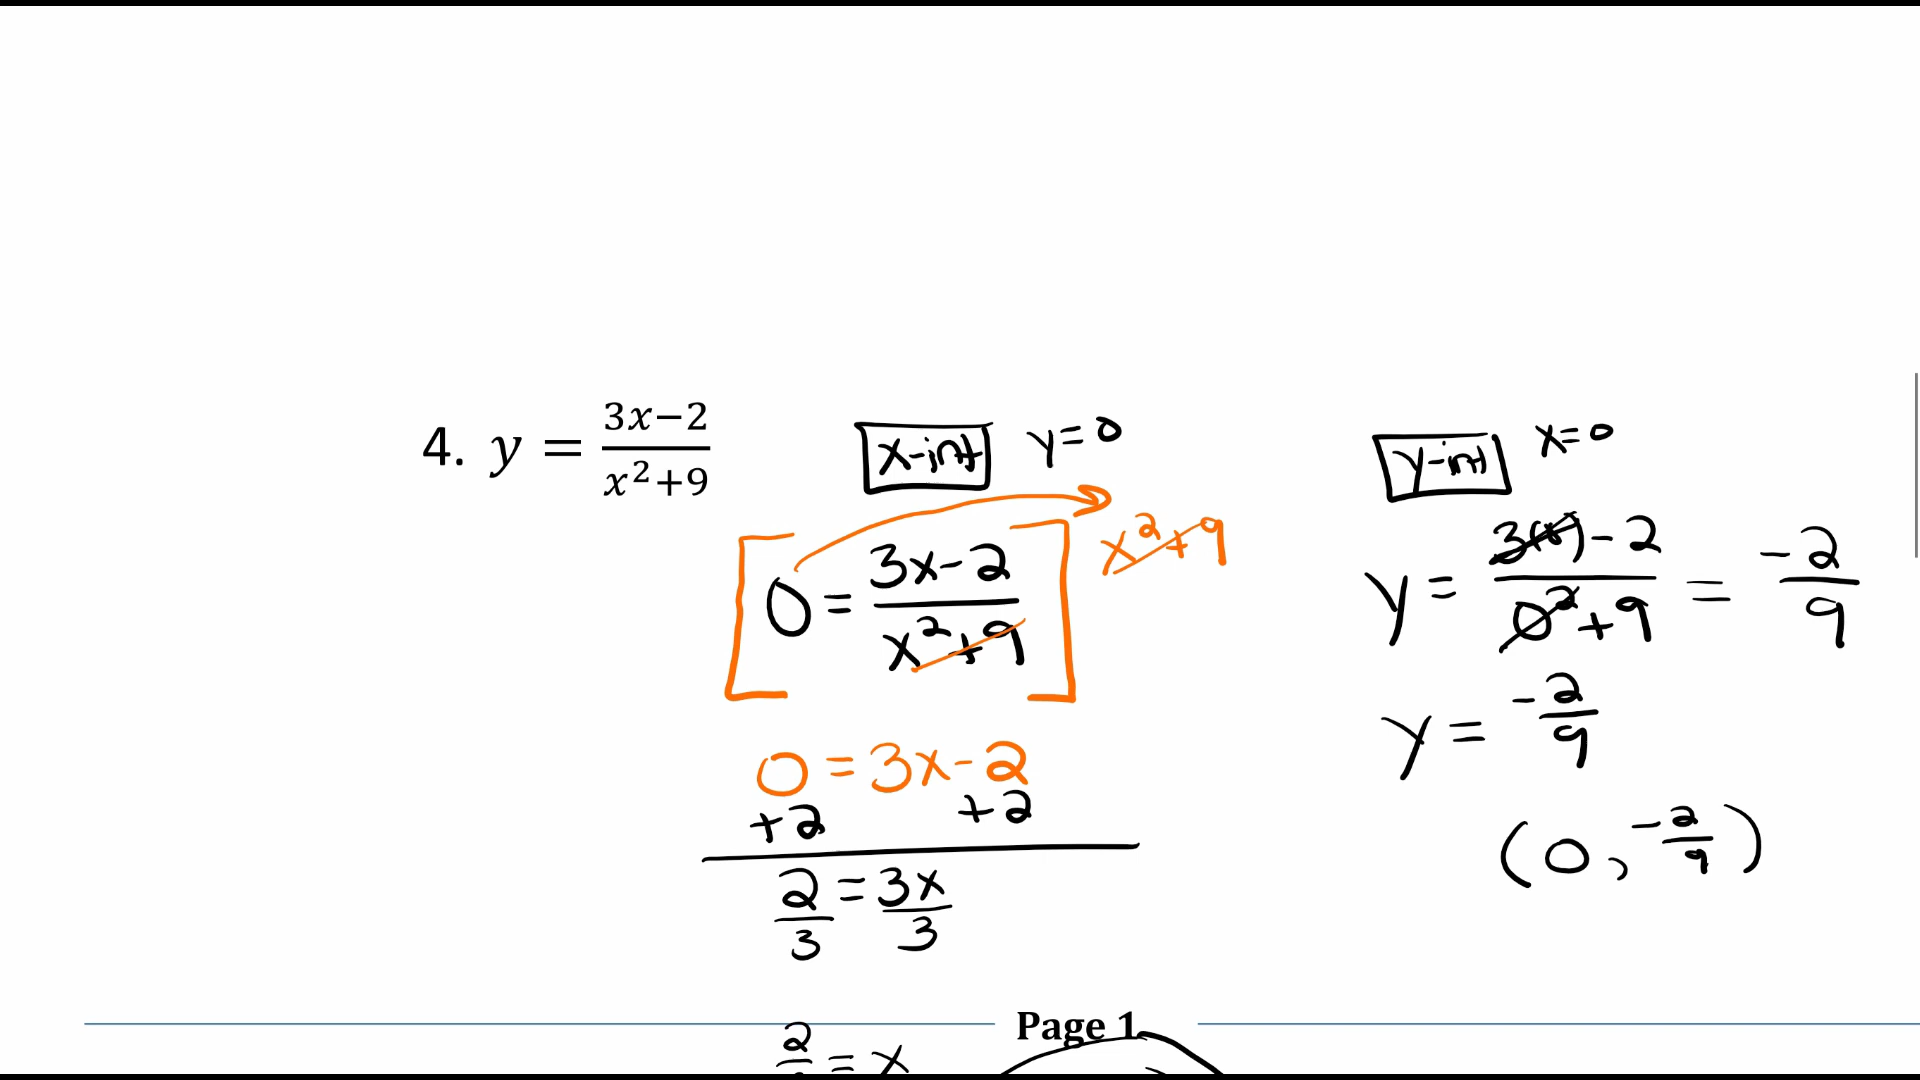 4. y = (3x−2)/(x²+9)
x-int y=0
0 = (3x-2)/(x²+9) x²+9
0 = 3x-2
+2 +2
2/3 = 3x/3
2/ = x
y-int x=0
y = (3(0)-2)/(0²+9) = -2/9
y = -2/9
(0, -2/9)
Page 1